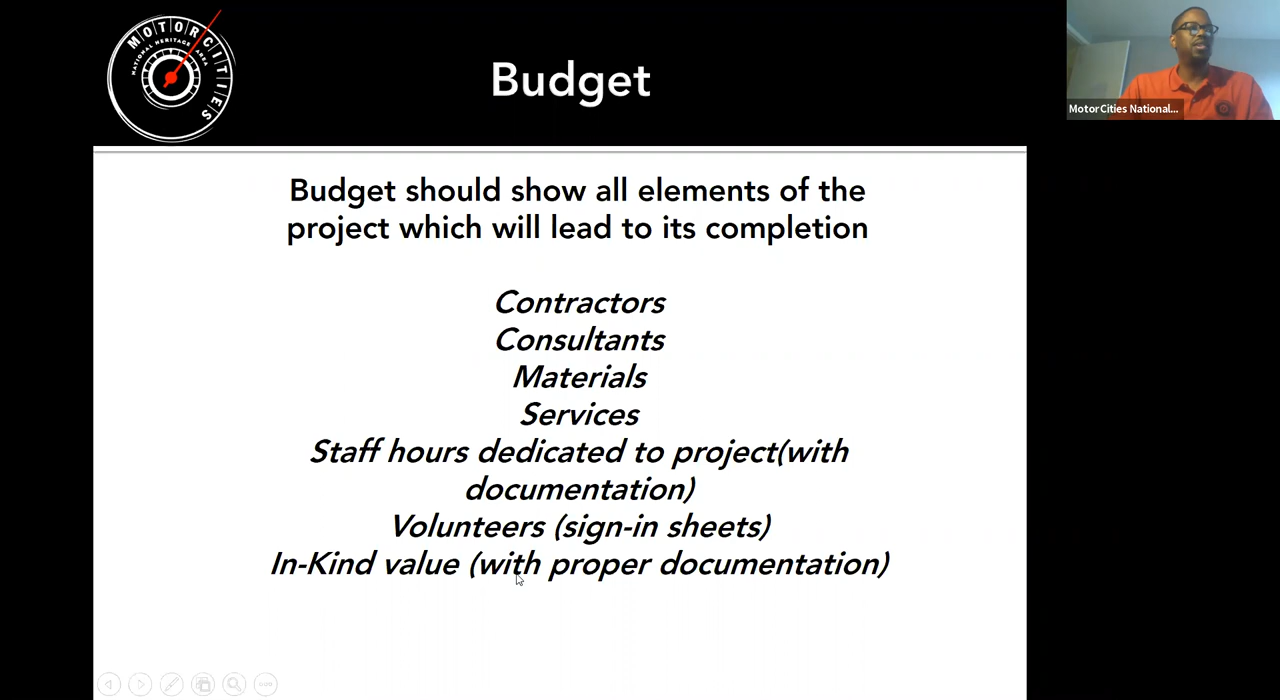 MOTORCITIES
NATIONAL HERITAGE AREA
Budget
MotorCities National...
Budget should show all elements of the
project which will lead to its completion
Contractors
Consultants
Materials
Services
Staff hours dedicated to project(with
documentation)
Volunteers (sign-in sheets)
In-Kind value (with proper documentation)